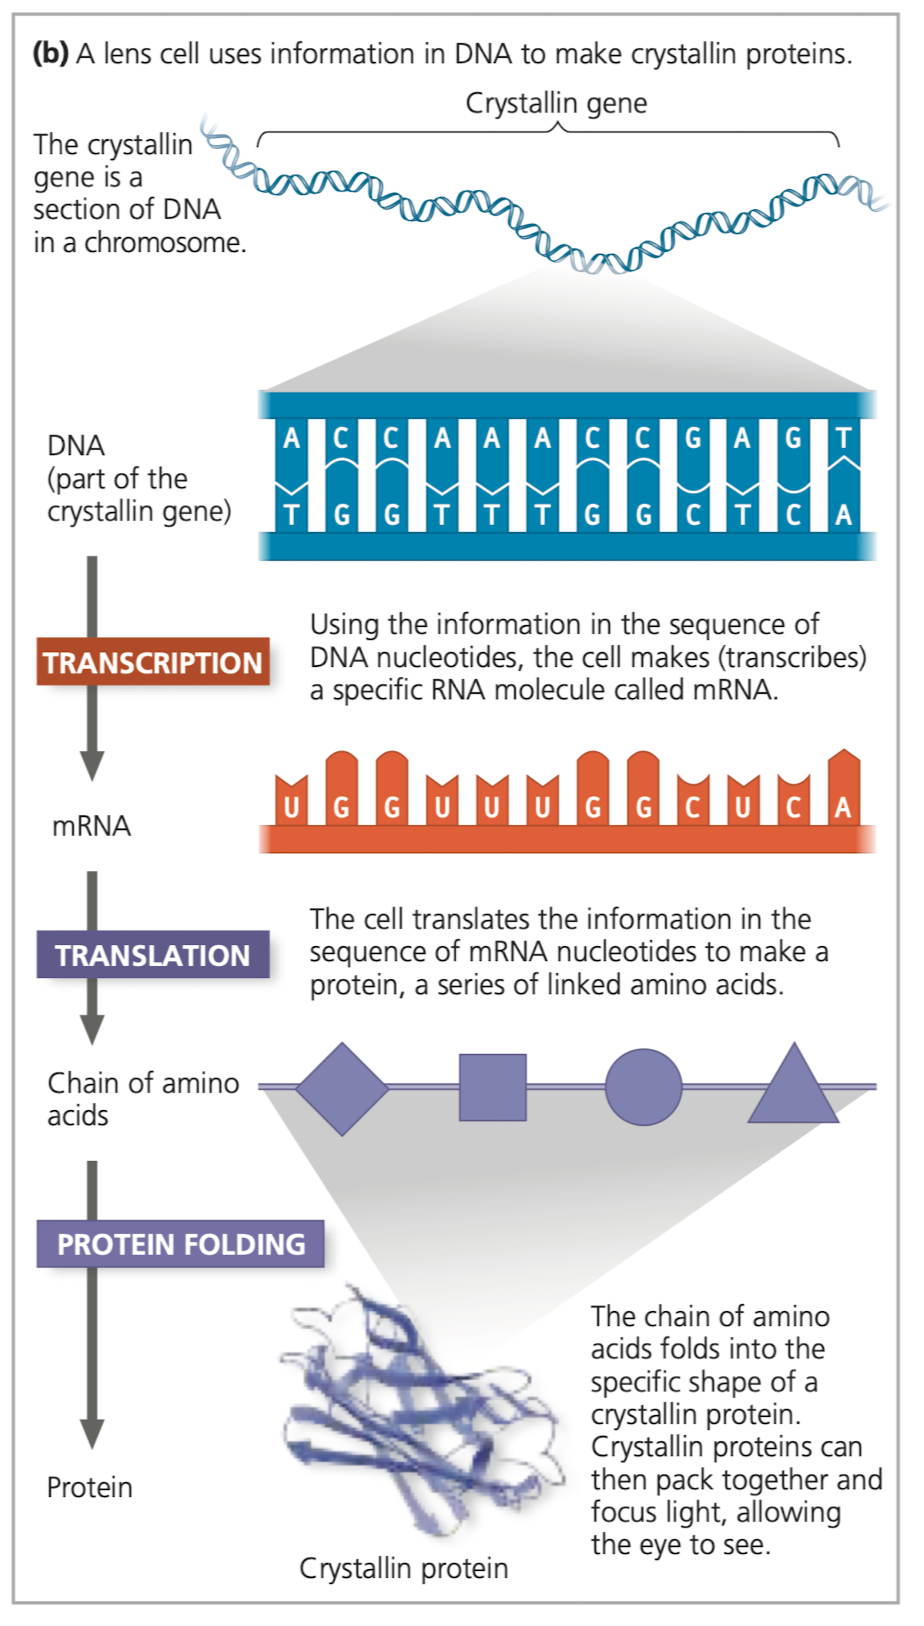 (b) A lens cell uses information in DNA to make crystallin proteins.
Crystallin gene
The crystallin
gene is a
section of DNA
in a chromosome.
DNA
(part of the
crystallin gene)
A C C A A A C C G A G T
T G G T T T G G C T C A
TRANSCRIPTION
Using the information in the sequence of
DNA nucleotides, the cell makes (transcribes)
a specific RNA molecule called mRNA.
mRNA
U G G U U U G G C U C A
TRANSLATION
The cell translates the information in the
sequence of mRNA nucleotides to make a
protein, a series of linked amino acids.
Chain of amino
acids
PROTEIN FOLDING
The chain of amino
acids folds into the
specific shape of a
crystallin protein.
Crystallin proteins can
then pack together and
focus light, allowing
the eye to see.
Protein
Crystallin protein